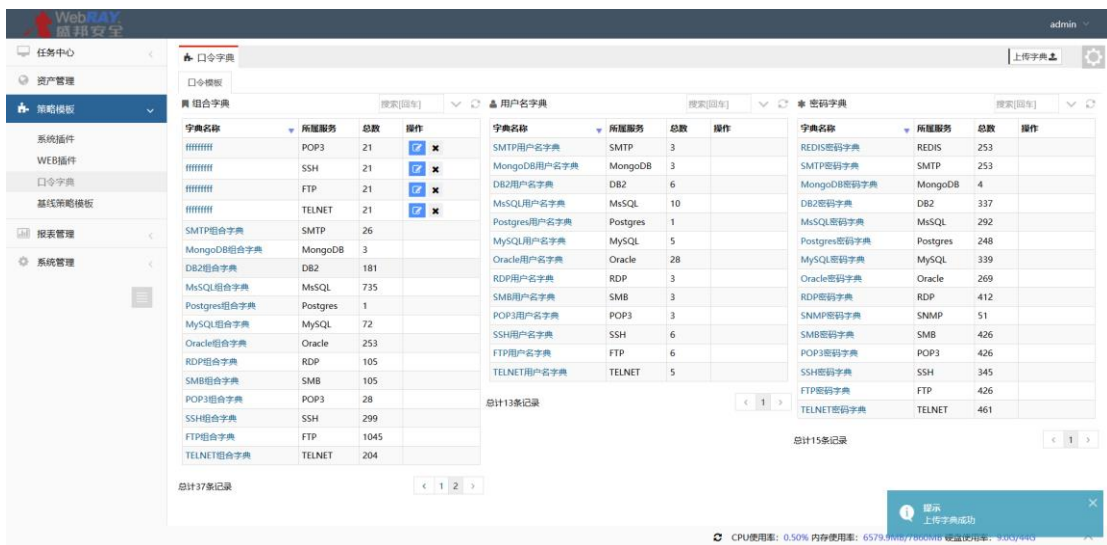 WebRAY.
盛邦安全
admin
任务中心
资产管理
策略模板
系统插件
WEB插件
口令字典
基线策略模板
报表管理
系统管理
口令字典
上传字典
口令模板
组合字典 搜索[回车]
字典名称 所属服务 总数 操作
fffffffff POP3 21
fffffffff SSH 21
fffffffff FTP 21
fffffffff TELNET 21
SMTP组合字典 SMTP 26
MongoDB组合字典 MongoDB 3
DB2组合字典 DB2 181
MsSQL组合字典 MsSQL 735
Postgres组合字典 Postgres 1
MySQL组合字典 MySQL 72
Oracle组合字典 Oracle 253
RDP组合字典 RDP 105
SMB组合字典 SMB 105
POP3组合字典 POP3 28
SSH组合字典 SSH 299
FTP组合字典 FTP 1045
TELNET组合字典 TELNET 204
总计37条记录 1 2
用户名字典 搜索[回车]
字典名称 所属服务 总数 操作
SMTP用户名字典 SMTP 3
MongoDB用户名字典 MongoDB 3
DB2用户名字典 DB2 6
MsSQL用户名字典 MsSQL 10
Postgres用户名字典 Postgres 1
MySQL用户名字典 MySQL 5
Oracle用户名字典 Oracle 28
RDP用户名字典 RDP 3
SMB用户名字典 SMB 3
POP3用户名字典 POP3 3
SSH用户名字典 SSH 6
FTP用户名字典 FTP 6
TELNET用户名字典 TELNET 5
总计13条记录 1
密码字典 搜索[回车]
字典名称 所属服务 总数 操作
REDIS密码字典 REDIS 253
SMTP密码字典 SMTP 253
MongoDB密码字典 MongoDB 4
DB2密码字典 DB2 337
MsSQL密码字典 MsSQL 292
Postgres密码字典 Postgres 248
MySQL密码字典 MySQL 339
Oracle密码字典 Oracle 269
RDP密码字典 RDP 412
SNMP密码字典 SNMP 51
SMB密码字典 SMB 426
POP3密码字典 POP3 426
SSH密码字典 SSH 345
FTP密码字典 FTP 426
TELNET密码字典 TELNET 461
总计15条记录 1
提示
上传字典成功
CPU使用率：0.50% 内存使用率：6579.9MB/7860MB 硬盘使用率：9.0G/44G